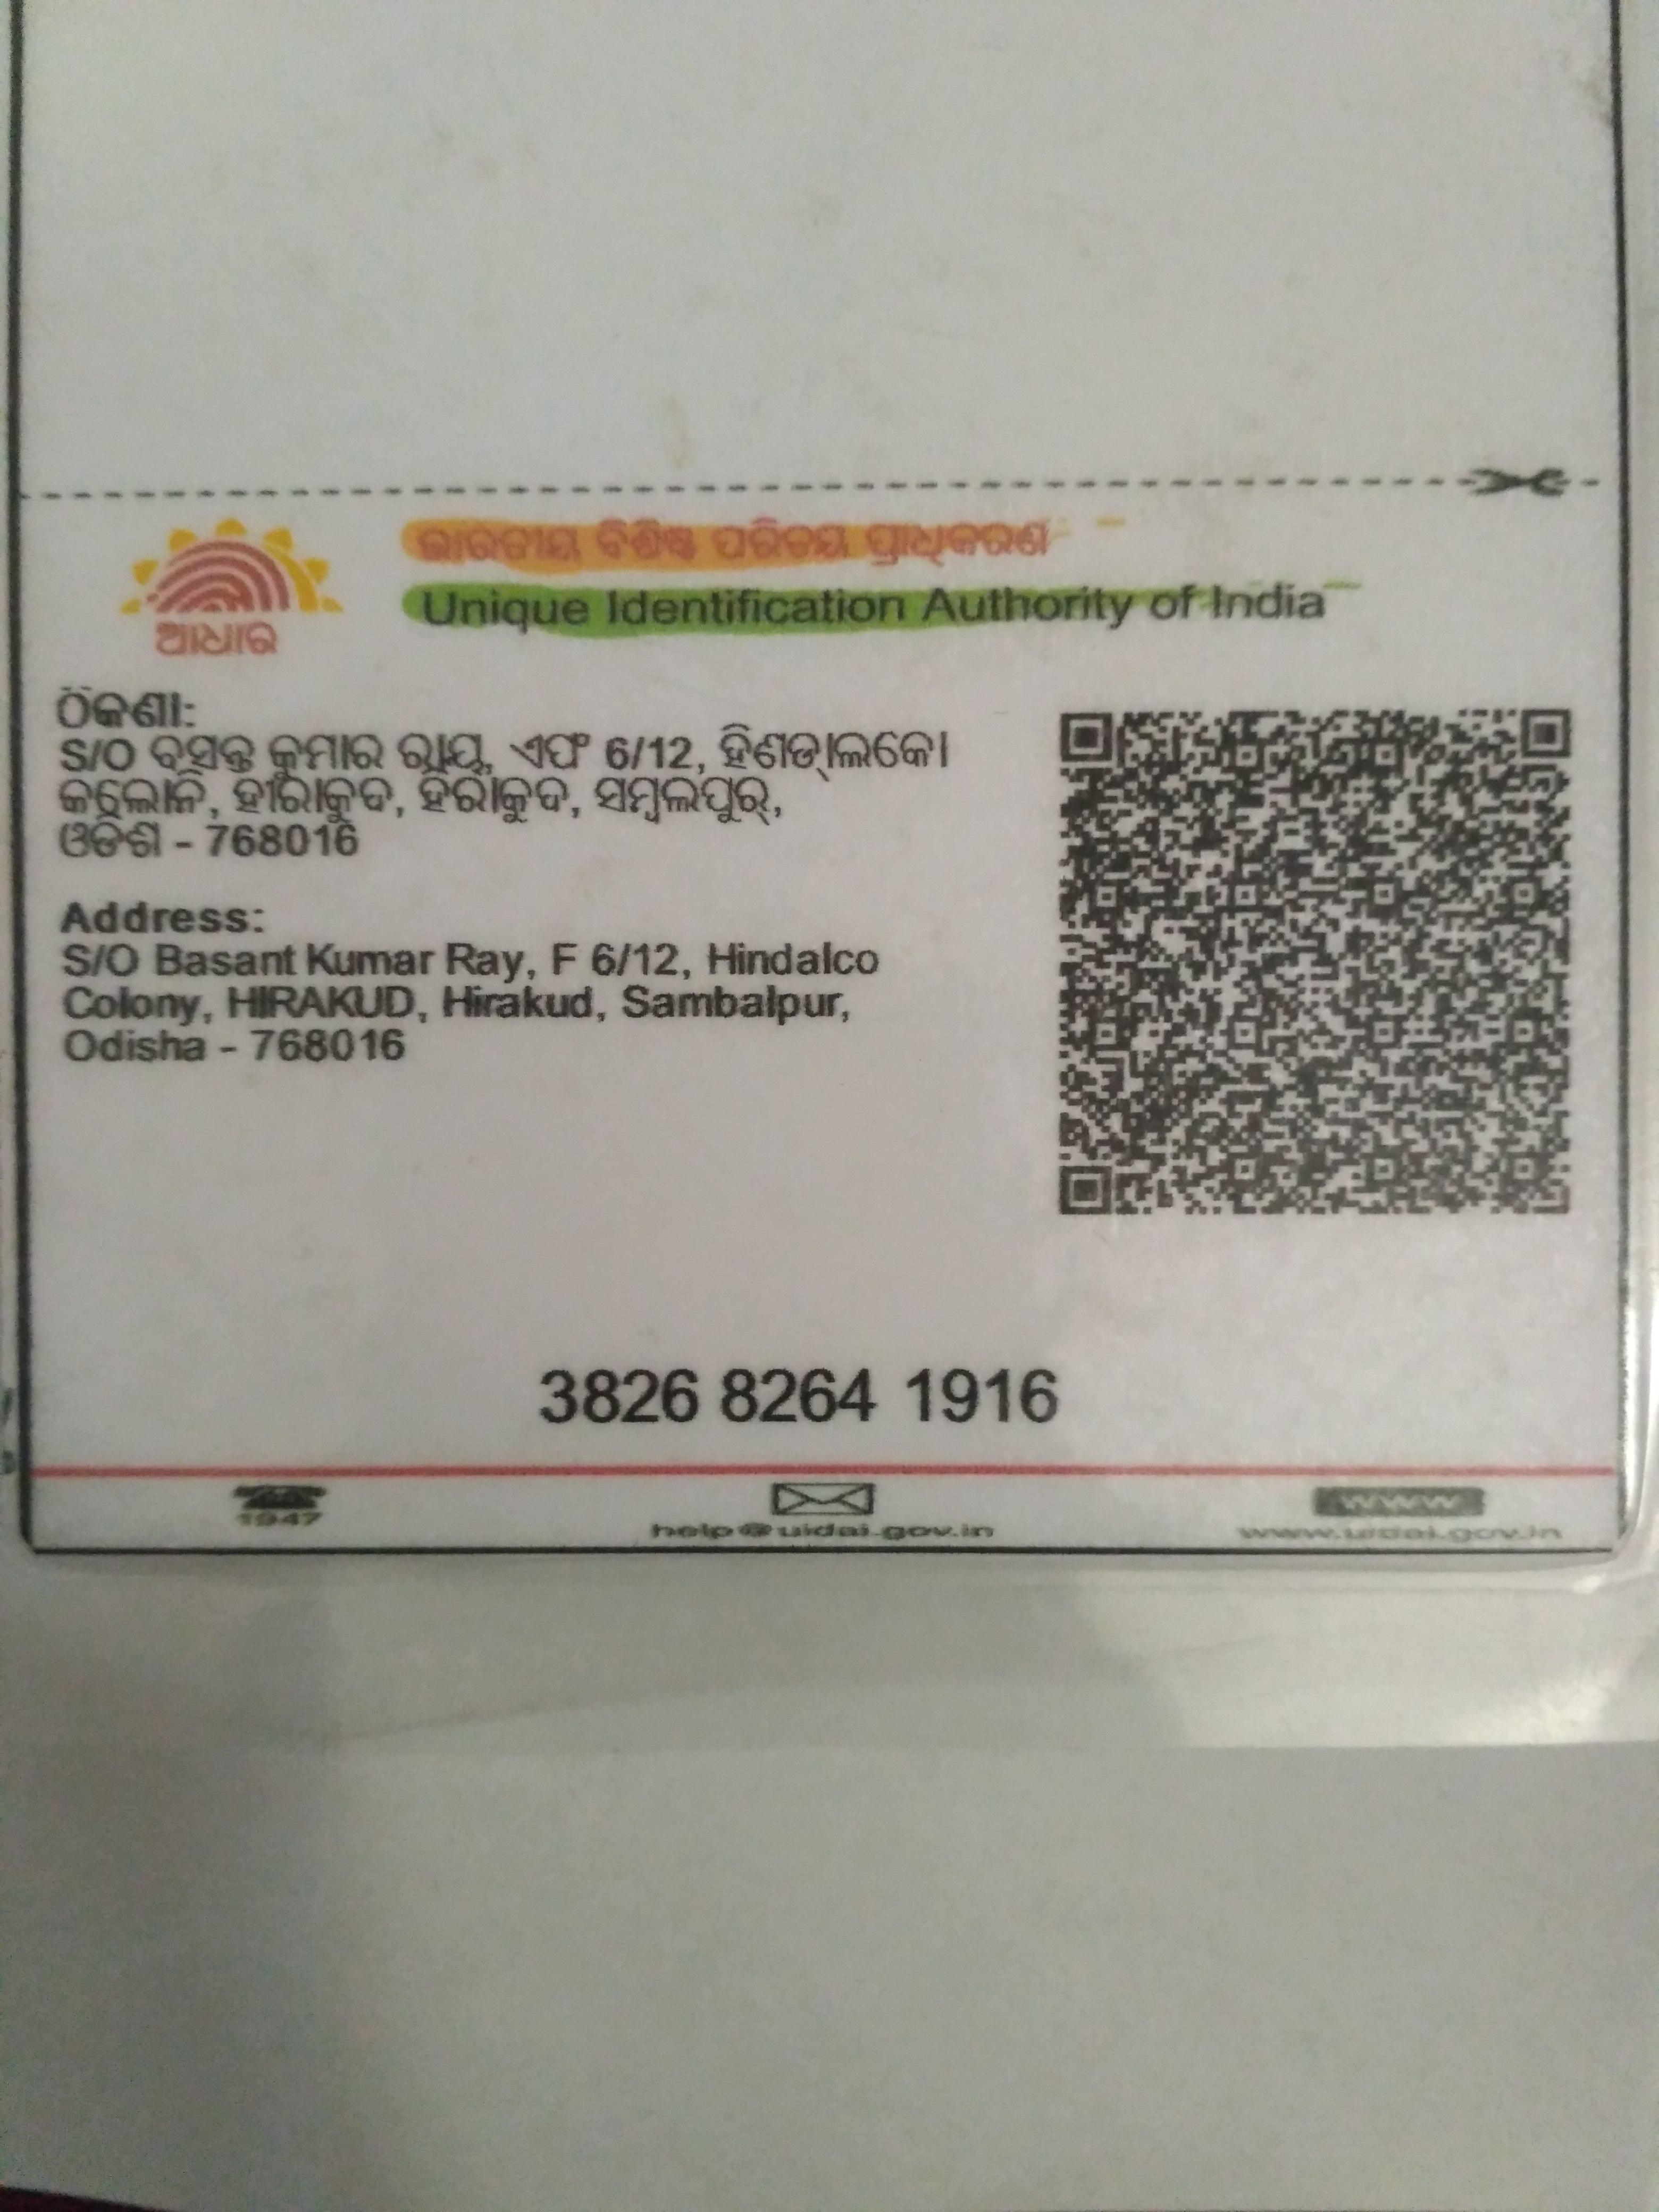 ଭାରତୀୟ ବିଶିଷ୍ଟ ପରିଚୟ ପ୍ରାଧିକରଣ
Unique Identification Authority of India
ଆଧାର
ଠିକଣା:
S/O ବସନ୍ତ କୁମାର ରାୟ, ଏଫ 6/12, ହିଣଡାଲକୋ
କଲୋନି, ହୀରାକୁଦ, ହିରାକୁଦ, ସମ୍ବଲପୁର,
ଓଡିଶା - 768016
Address:
S/O Basant Kumar Ray, F 6/12, Hindalco
Colony, HIRAKUD, Hirakud, Sambalpur,
Odisha - 768016
3826 8264 1916
1947
help@uidai.gov.in
www
www.uidai.gov.in